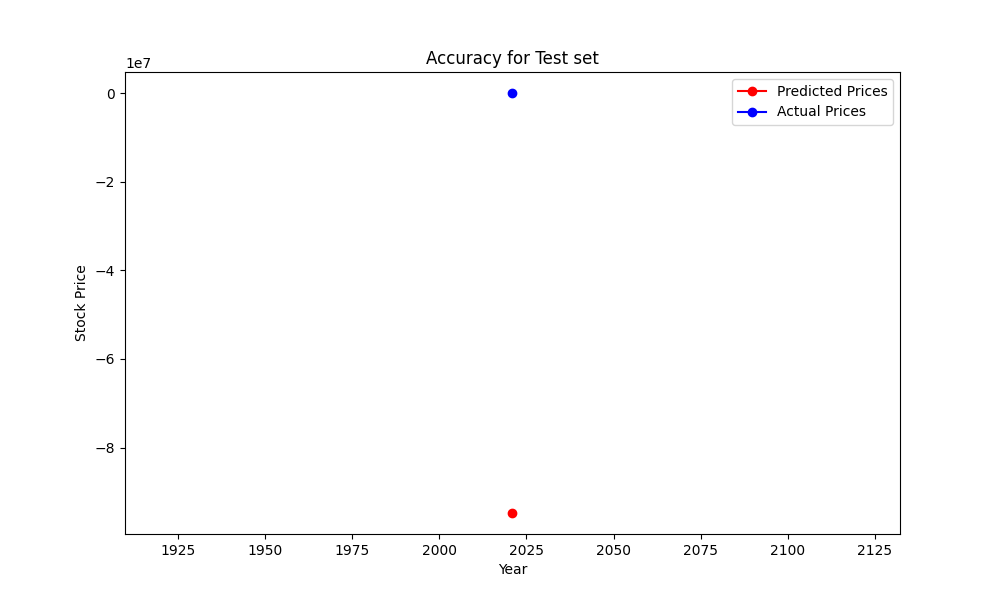 Accuracy for Test set
1e7
Predicted Prices
Actual Prices
0
−2
−4
−6
−8
Stock Price
1925 1950 1975 2000 2025 2050 2075 2100 2125
Year